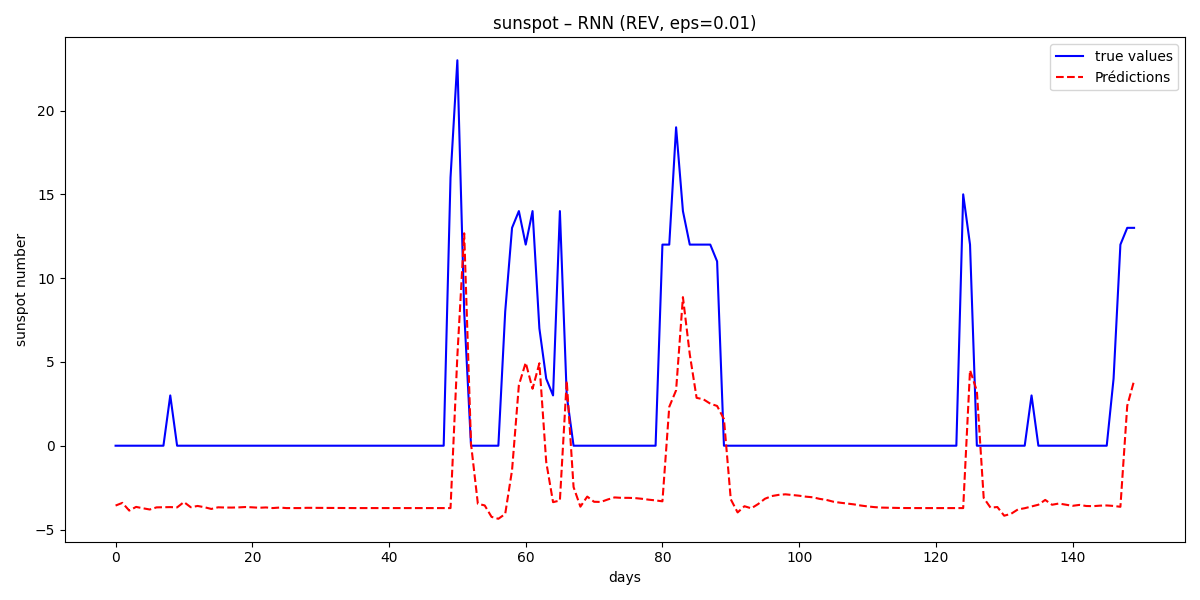 sunspot – RNN (REV, eps=0.01)
true values
Prédictions
sunspot number
20
15
10
5
0
−5
0
20
40
60
80
100
120
140
days